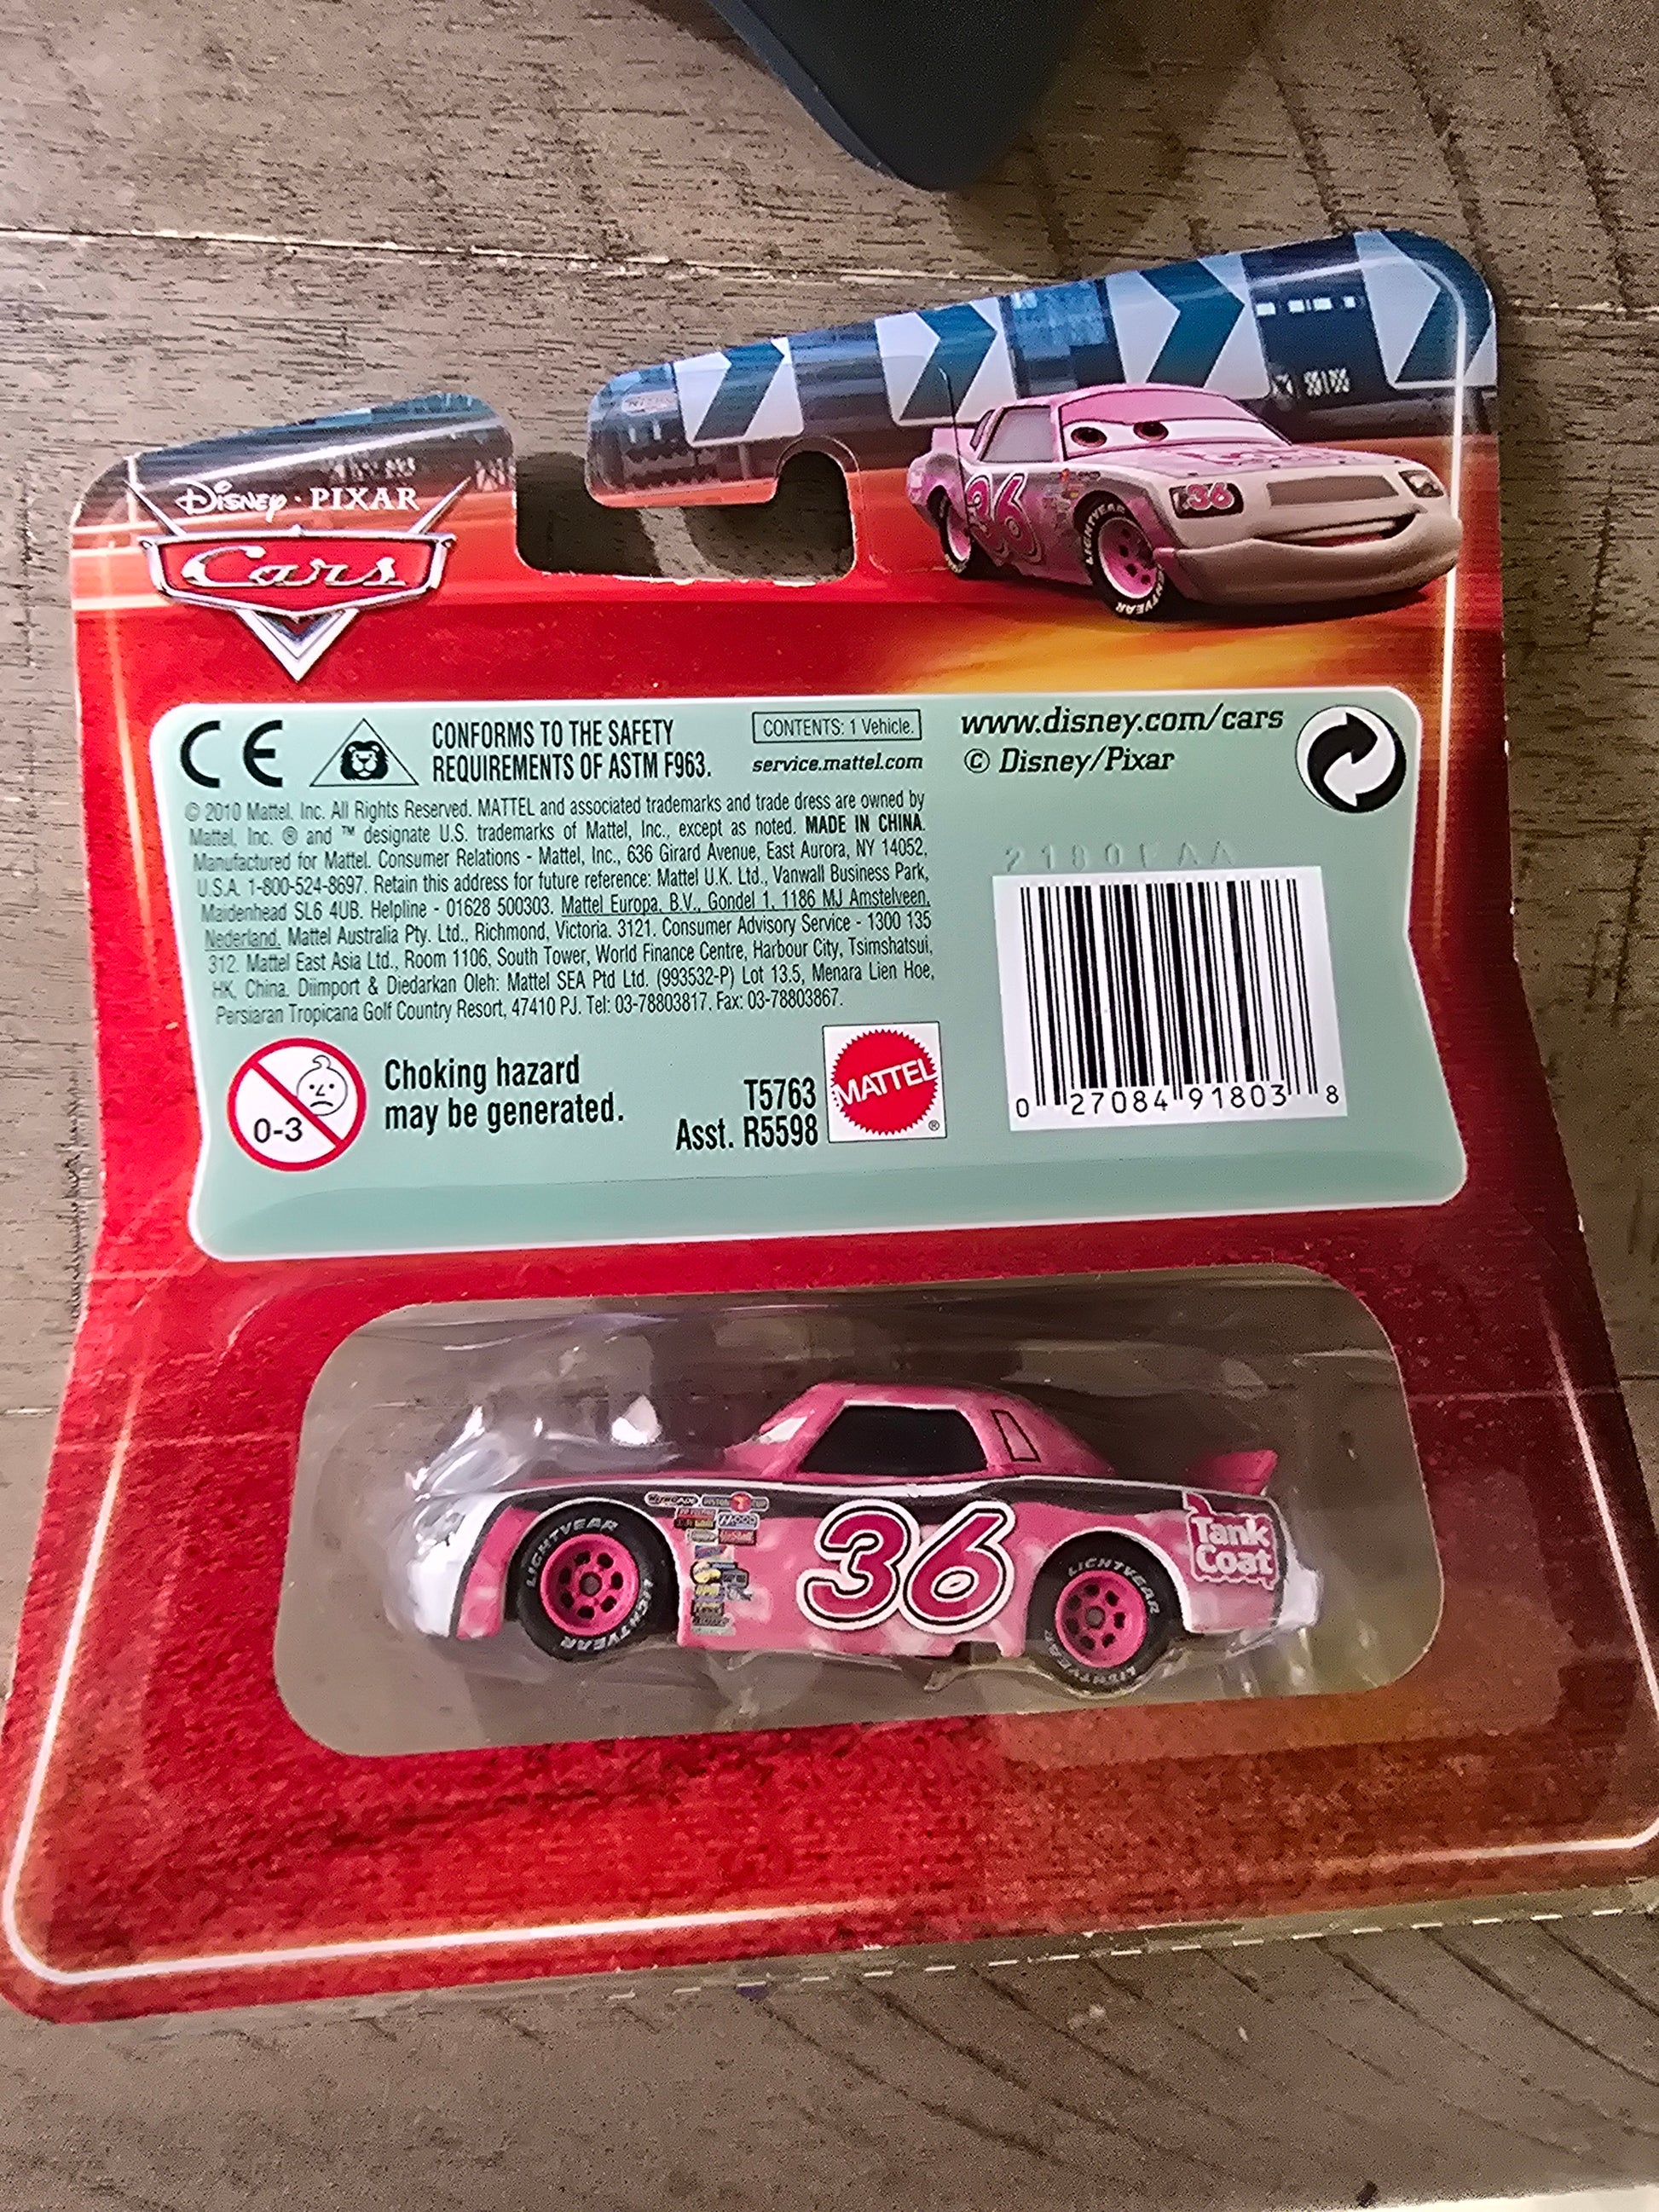 DISNEY · PIXAR
Cars
36
36
LIGHTYEAR
CE
CONFORMS TO THE SAFETY
REQUIREMENTS OF ASTM F963.
CONTENTS: 1 Vehicle.
service.mattel.com
www.disney.com/cars
© Disney/Pixar
© 2010 Mattel, Inc. All Rights Reserved. MATTEL and associated trademarks and trade dress are owned by
Mattel, Inc. ® and ™ designate U.S. trademarks of Mattel, Inc., except as noted. MADE IN CHINA.
Manufactured for Mattel. Consumer Relations - Mattel, Inc., 636 Girard Avenue, East Aurora, NY 14052,
U.S.A. 1-800-524-8697. Retain this address for future reference: Mattel U.K. Ltd., Vanwall Business Park,
Maidenhead SL6 4UB. Helpline - 01628 500303. Mattel Europa, B.V., Gondel 1, 1186 MJ Amstelveen,
Nederland. Mattel Australia Pty. Ltd., Richmond, Victoria. 3121. Consumer Advisory Service - 1300 135
312. Mattel East Asia Ltd., Room 1106, South Tower, World Finance Centre, Harbour City, Tsimshatsui,
HK, China. Diimport & Diedarkan Oleh: Mattel SEA Ptd Ltd. (993532-P) Lot 13.5, Menara Lien Hoe,
Persiaran Tropicana Golf Country Resort, 47410 PJ. Tel: 03-78803817. Fax: 03-78803867.
0-3
Choking hazard
may be generated.
T5763
Asst. R5598
MATTEL
®
0 27084 91803 8
LIGHTYEAR
LIGHTYEAR
PISTON CUP
36
LIGHTYEAR
LIGHTYEAR
Tank
Coat